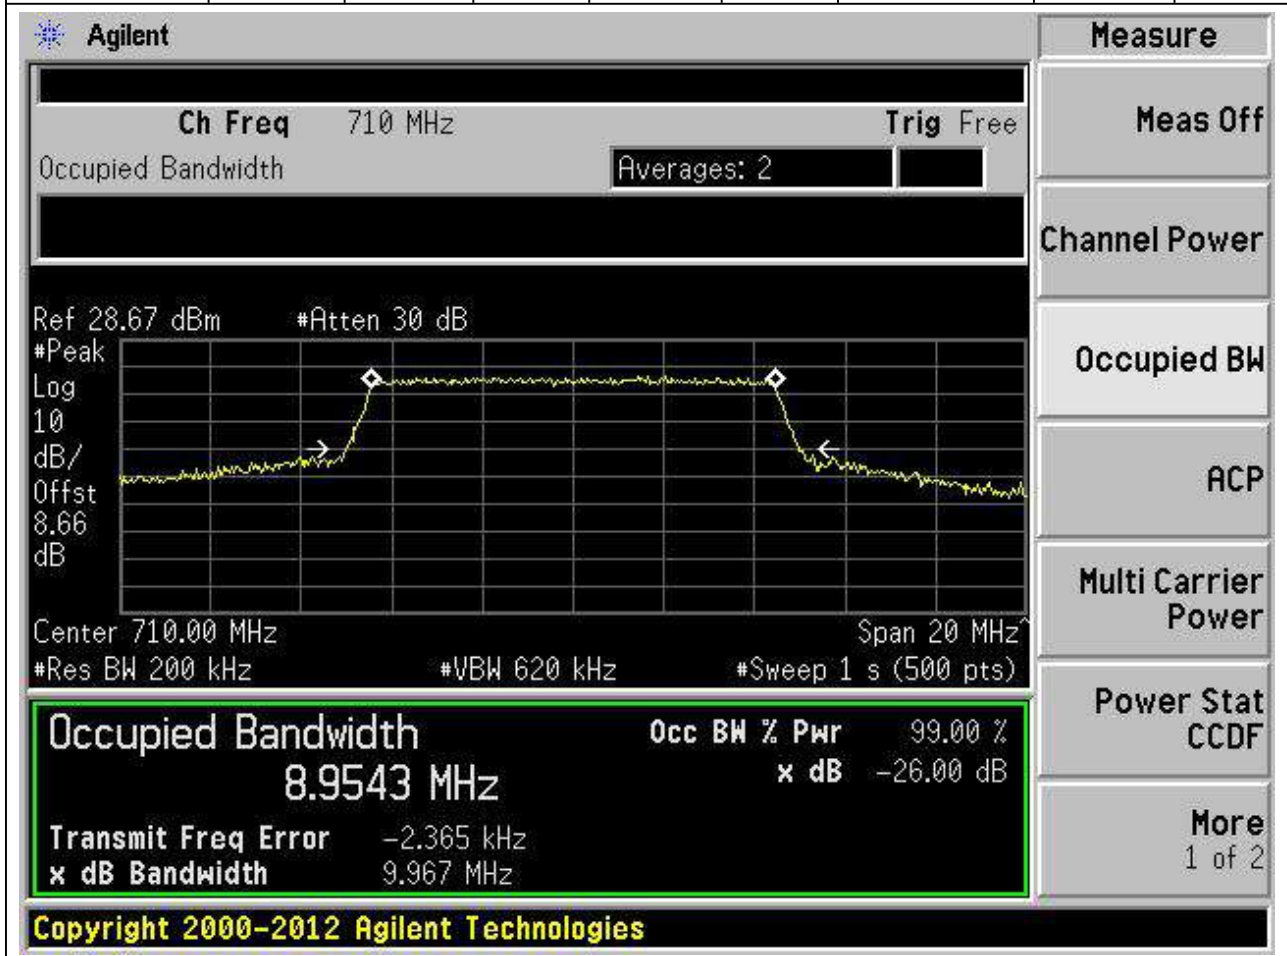 Agilent
Measure
Ch Freq 710 MHz Trig Free
Meas Off
Occupied Bandwidth Averages: 2
Channel Power
Ref 28.67 dBm #Atten 30 dB
#Peak
Log
10
dB/
Offst
8.66
dB
Occupied BW
ACP
Center 710.00 MHz Span 20 MHz^
#Res BW 200 kHz #VBW 620 kHz #Sweep 1 s (500 pts)
Multi Carrier
Power
Occupied Bandwidth Occ BW % Pwr 99.00 %
8.9543 MHz x dB -26.00 dB
Power Stat
CCDF
Transmit Freq Error -2.365 kHz
x dB Bandwidth 9.967 MHz
More
1 of 2
Copyright 2000-2012 Agilent Technologies